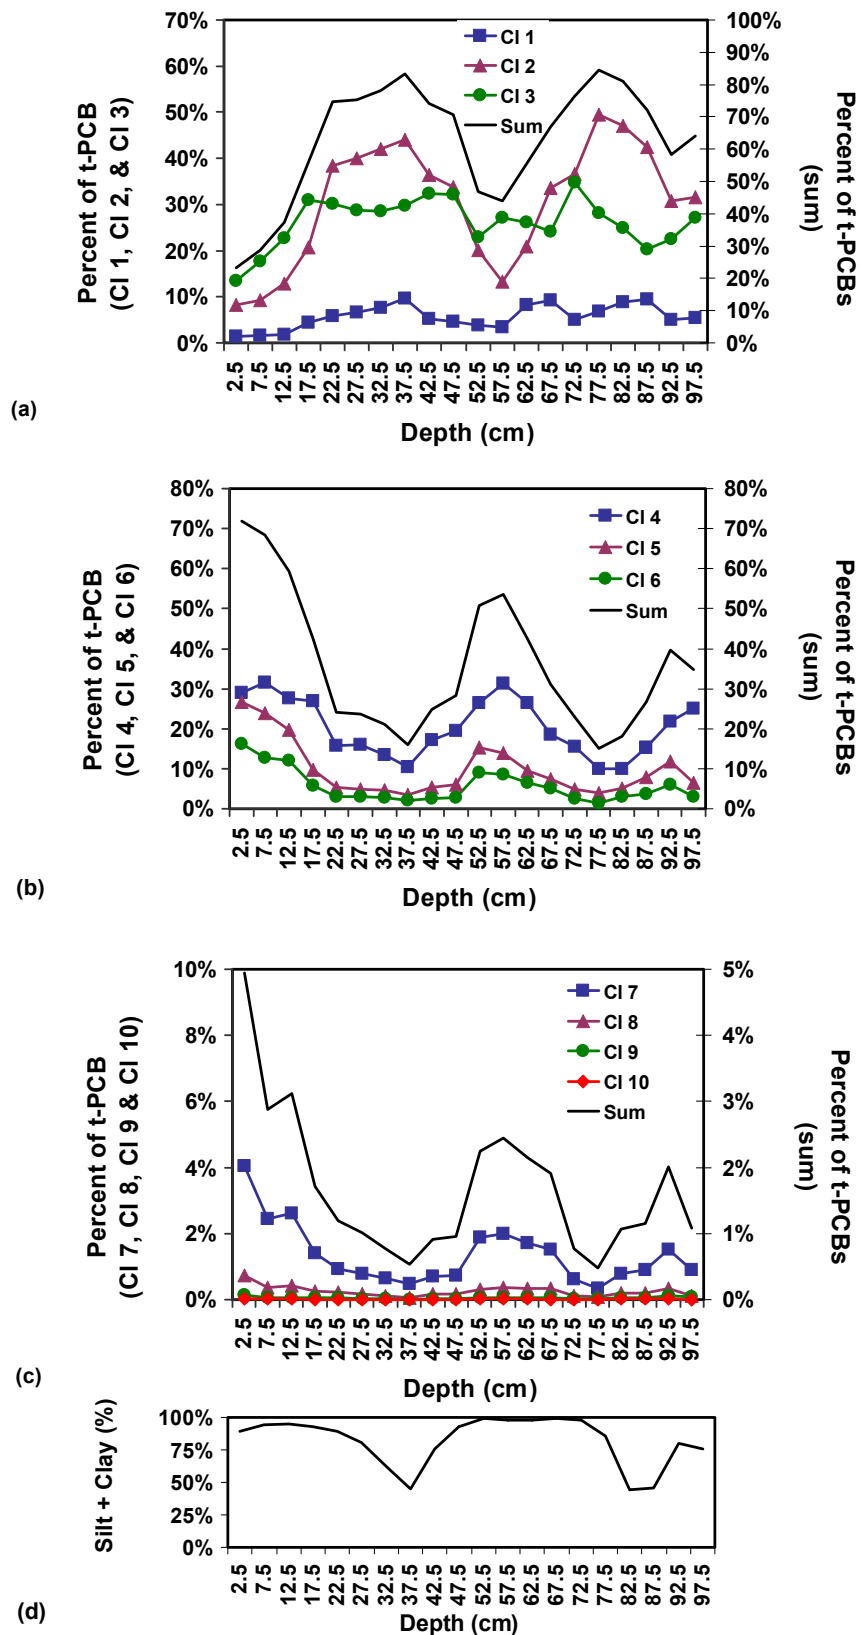 70%
60%
50%
40%
30%
20%
10%
0%
Percent of t-PCB
(Cl 1, Cl 2, & Cl 3)
Cl 1
Cl 2
Cl 3
Sum
100%
90%
80%
70%
60%
50%
40%
30%
20%
10%
0%
Percent of t-PCBs
(sum)
2.5 7.5 12.5 17.5 22.5 27.5 32.5 37.5 42.5 47.5 52.5 57.5 62.5 67.5 72.5 77.5 82.5 87.5 92.5 97.5
(a)
Depth (cm)
80%
70%
60%
50%
40%
30%
20%
10%
0%
Percent of t-PCB
(Cl 4, Cl 5, & Cl 6)
Cl 4
Cl 5
Cl 6
Sum
80%
70%
60%
50%
40%
30%
20%
10%
0%
Percent of t-PCBs
(sum)
2.5 7.5 12.5 17.5 22.5 27.5 32.5 37.5 42.5 47.5 52.5 57.5 62.5 67.5 72.5 77.5 82.5 87.5 92.5 97.5
(b)
Depth (cm)
10%
8%
6%
4%
2%
0%
Percent of t-PCB
(Cl 7, Cl 8, Cl 9 & Cl 10)
Cl 7
Cl 8
Cl 9
Cl 10
Sum
5%
4%
3%
2%
1%
0%
Percent of t-PCBs
(sum)
2.5 7.5 12.5 17.5 22.5 27.5 32.5 37.5 42.5 47.5 52.5 57.5 62.5 67.5 72.5 77.5 82.5 87.5 92.5 97.5
(c)
Depth (cm)
100%
75%
50%
25%
0%
Silt + Clay (%)
2.5 7.5 12.5 17.5 22.5 27.5 32.5 37.5 42.5 47.5 52.5 57.5 62.5 67.5 72.5 77.5 82.5 87.5 92.5 97.5
(d)
Depth (cm)